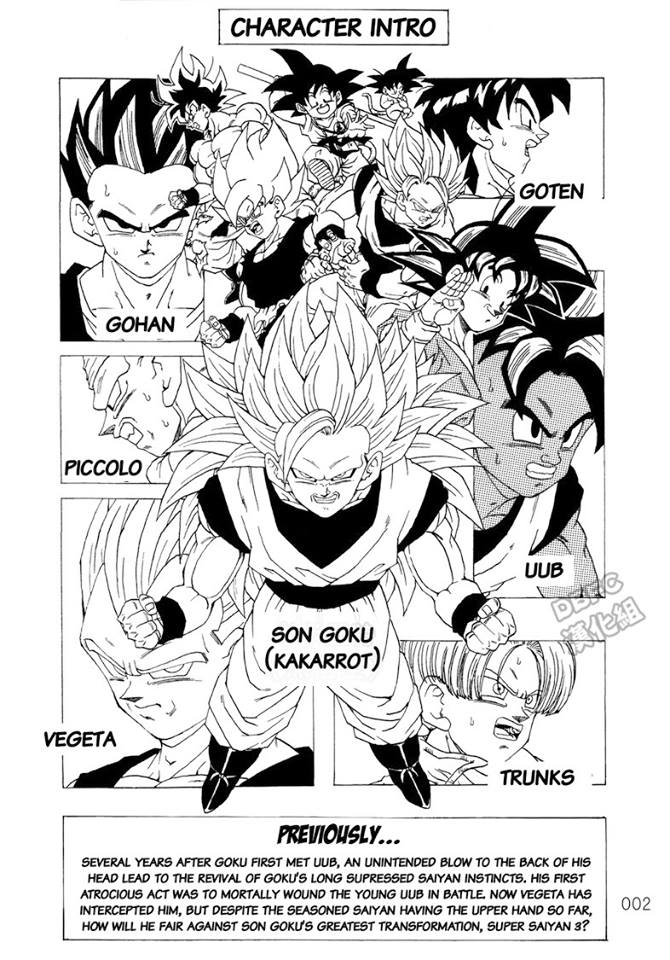 CHARACTER INTRO
GOTEN
GOHAN
PICCOLO
UUB
DBFC
漢化組
SON GOKU
(KAKARROT)
VEGETA
TRUNKS
PREVIOUSLY...
SEVERAL YEARS AFTER GOKU FIRST MET UUB, AN UNINTENDED BLOW TO THE BACK OF HIS
HEAD LEAD TO THE REVIVAL OF GOKU'S LONG SUPRESSED SAIYAN INSTINCTS. HIS FIRST
ATROCIOUS ACT WAS TO MORTALLY WOUND THE YOUNG UUB IN BATTLE. NOW VEGETA HAS
INTERCEPTED HIM, BUT DESPITE THE SEASONED SAIYAN HAVING THE UPPER HAND SO FAR,
HOW WILL HE FAIR AGAINST SON GOKU'S GREATEST TRANSFORMATION, SUPER SAIYAN 3?
002